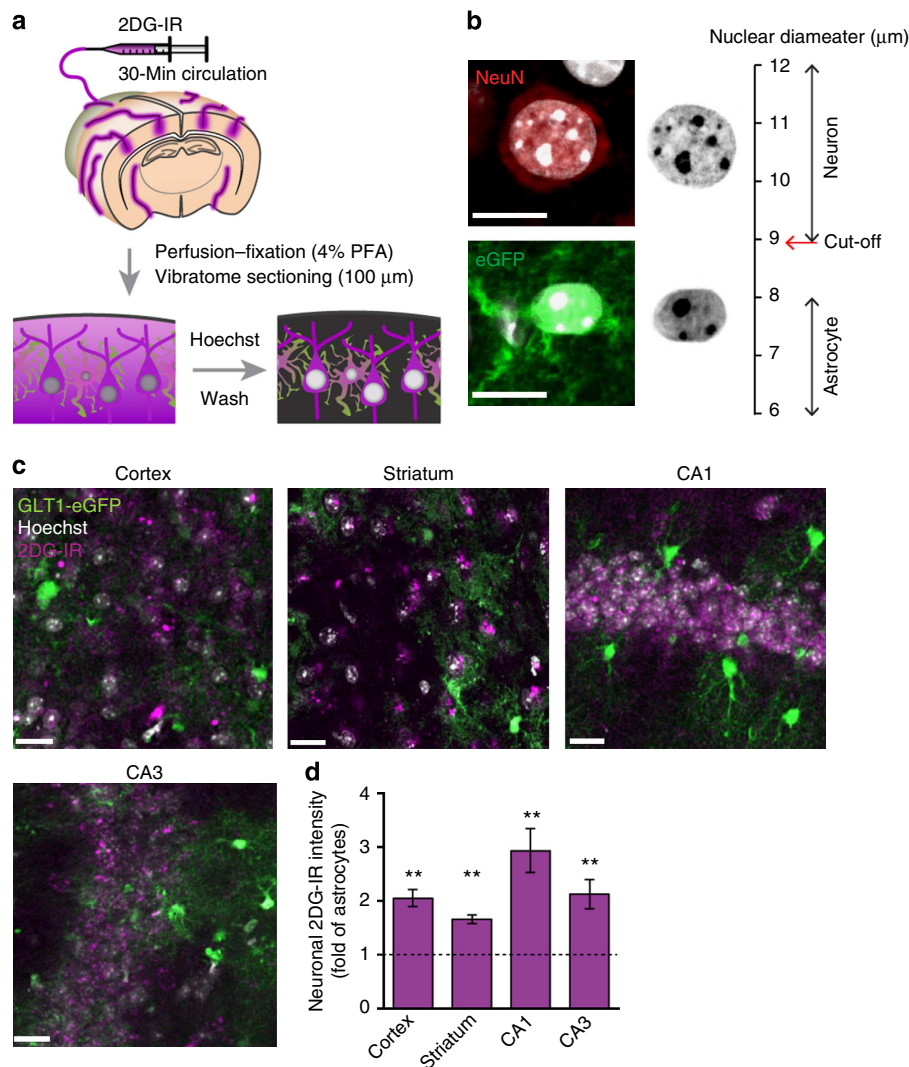 a
2DG-IR
30-Min circulation
Perfusion–fixation (4% PFA)
Vibratome sectioning (100 μm)
Hoechst
Wash
b
Nuclear diameater (μm)
NeuN
eGFP
12
11
10
9
8
7
6
Neuron
Cut-off
Astrocyte
c
Cortex
Striatum
CA1
GLT1-eGFP
Hoechst
2DG-IR
CA3
d
Neuronal 2DG-IR intensity
(fold of astrocytes)
4
3
2
1
0
**
**
**
**
Cortex
Striatum
CA1
CA3